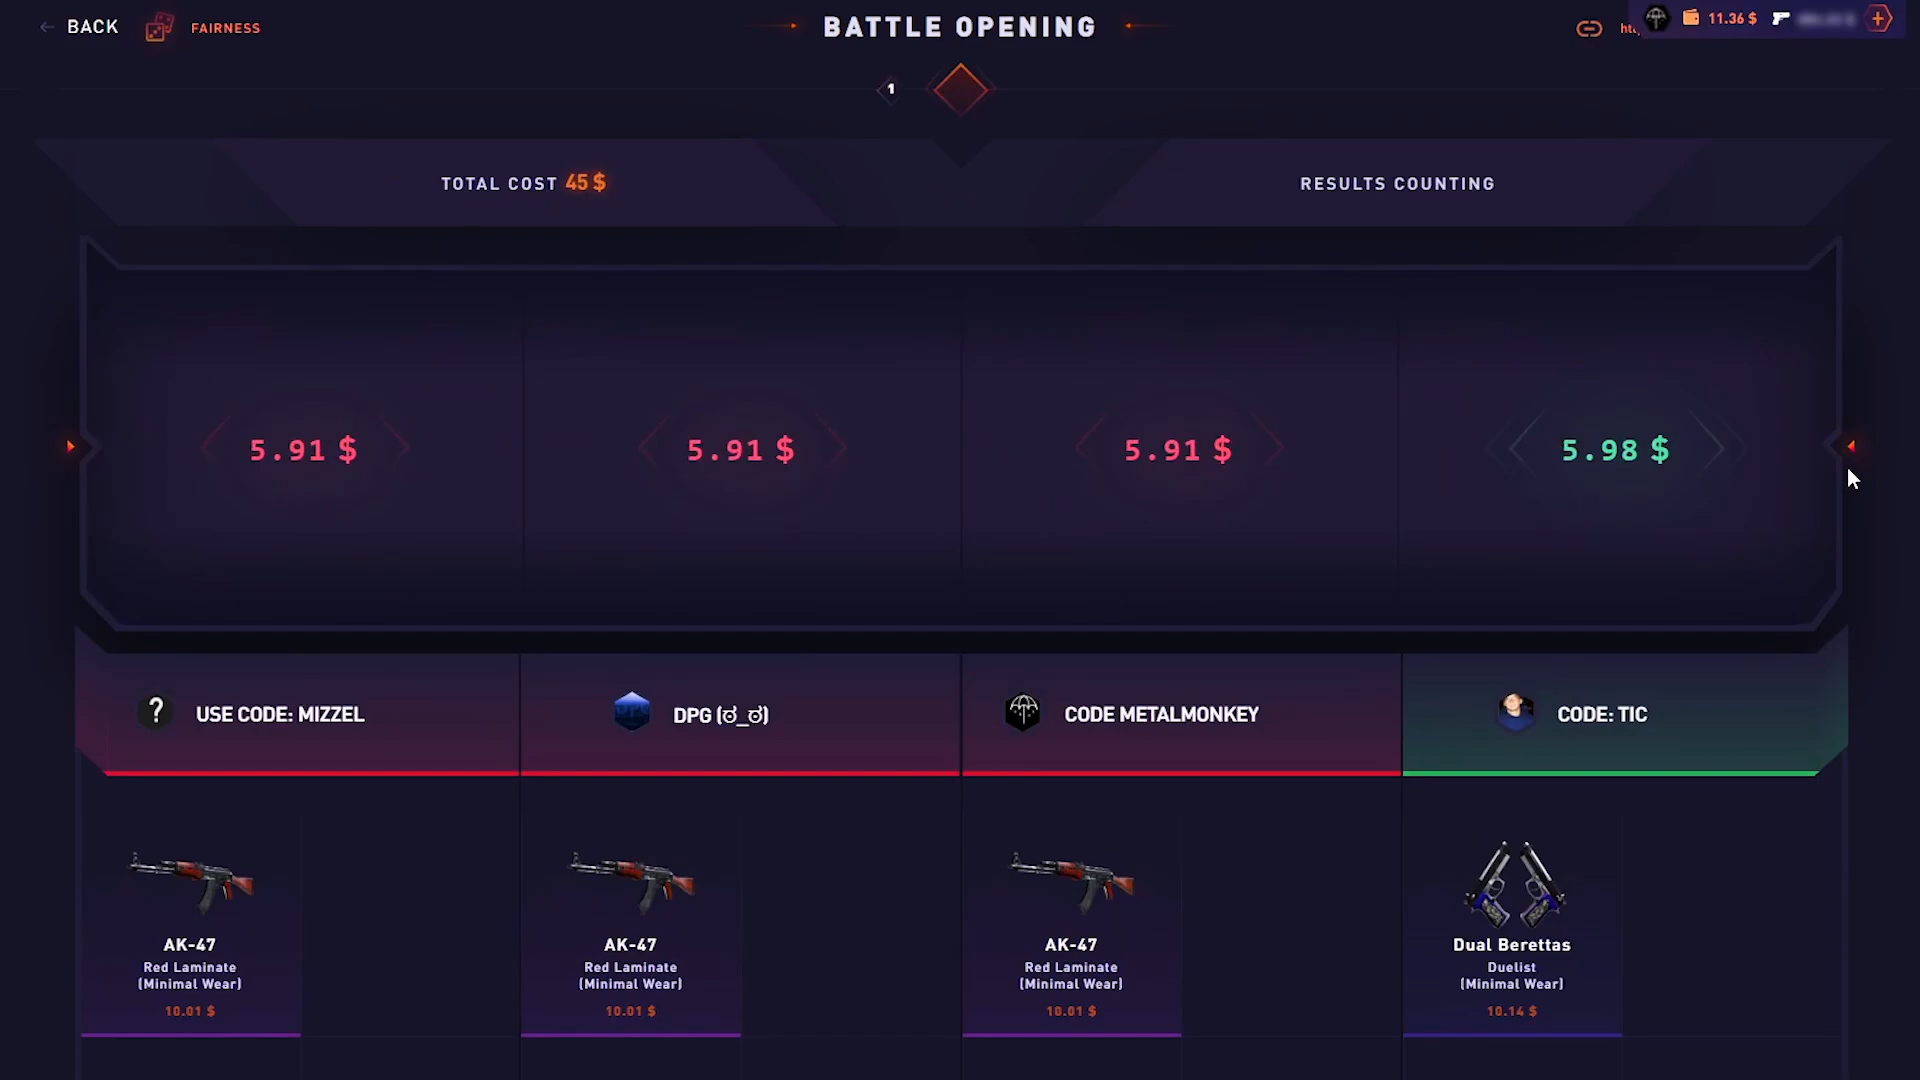 BACK
FAIRNESS
BATTLE OPENING
11.36 $
1
TOTAL COST 45 $
RESULTS COUNTING
5.91 $
5.91 $
5.91 $
5.98 $
USE CODE: MIZZEL
DPG (ಠ_ಠ)
CODE METALMONKEY
CODE: TIC
AK-47
Red Laminate
(Minimal Wear)
10.01 $
AK-47
Red Laminate
(Minimal Wear)
10.01 $
AK-47
Red Laminate
(Minimal Wear)
10.01 $
Dual Berettas
Duelist
(Minimal Wear)
10.14 $